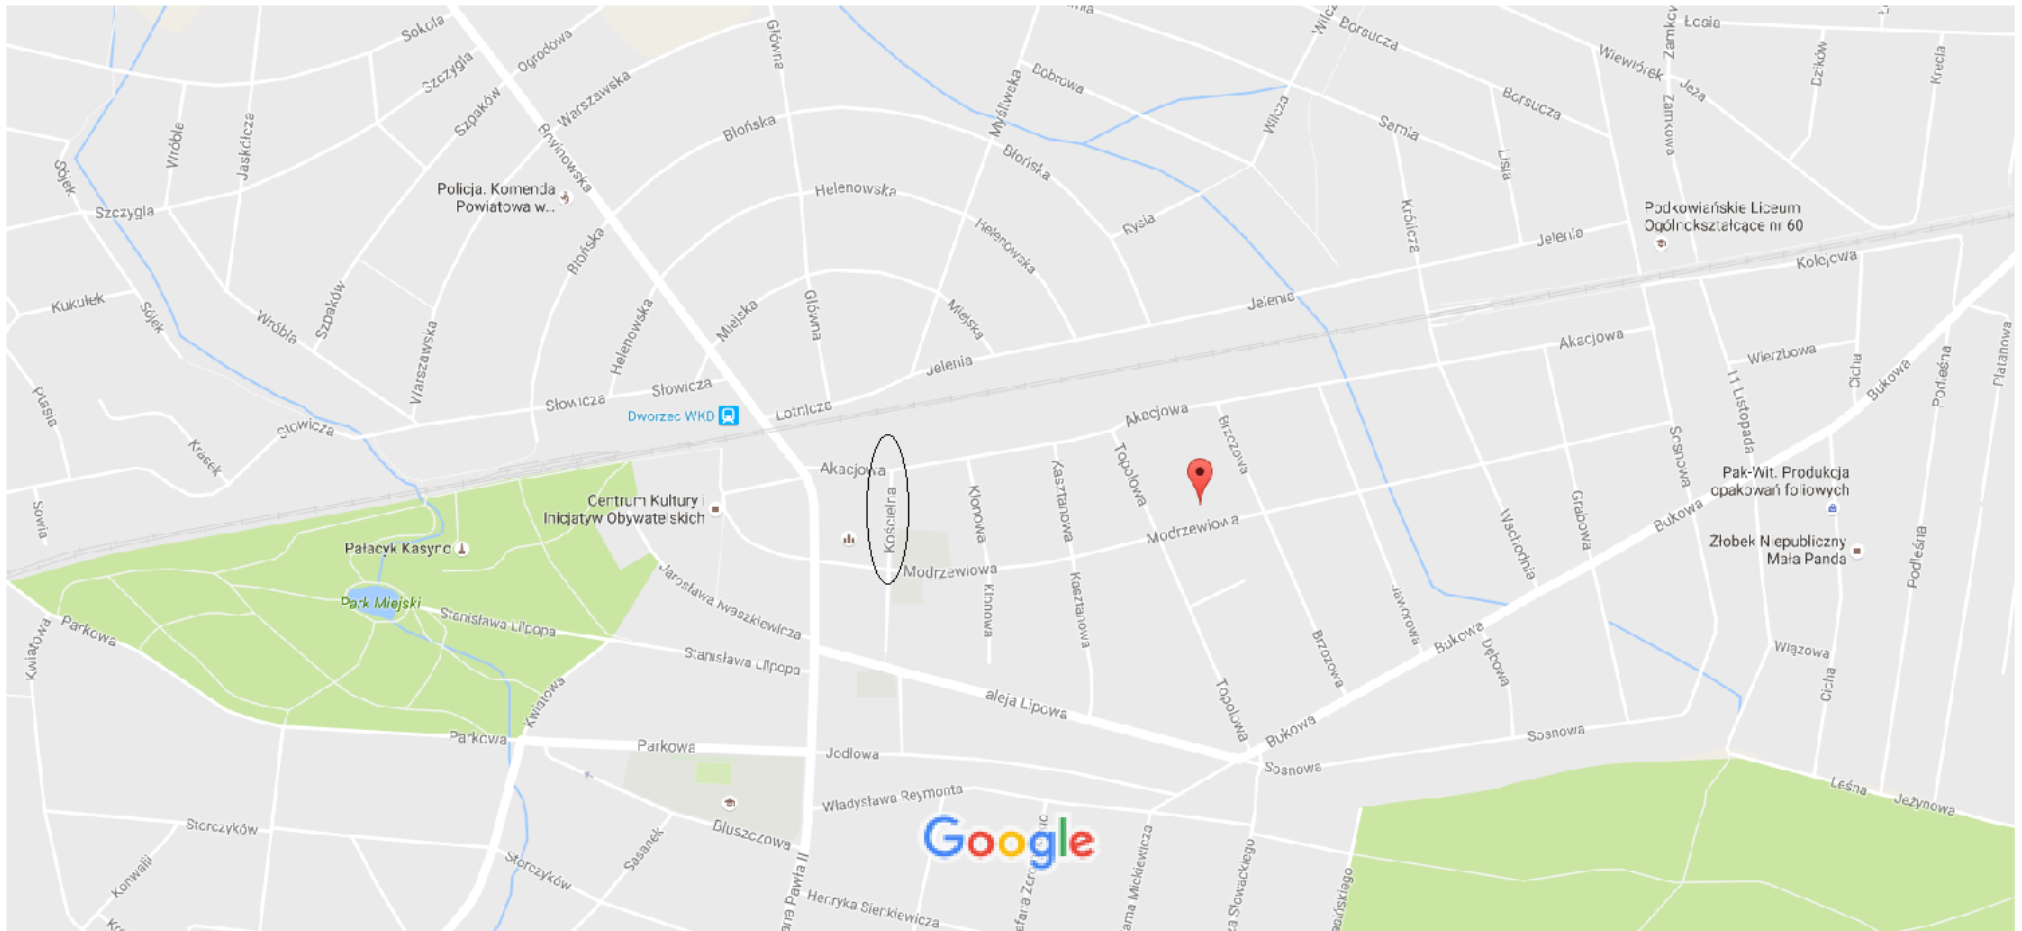 Sokola
Szczygla
Ogrodowa
Szpaków
Warszawska
Brwinowska
Główna
Myśliwska
Bobrowa
Wilcza
Borsucza
Zamkowa
Łosia
Wiewiórek
Jeża
Dzików
Krecia
Borsucza
Sarnia
Lisia
Zamkowa
Wilcza
Błońska
Błońska
Wróble
Jaskółcza
Sójek
Szczygla
Policja. Komenda
Powiatowa w...
Helenowska
Helenowska
Rysia
Królicza
Jelenia
Podkowiańskie Liceum
Ogólnokształcące nr 60
Kolejowa
Błońska
Kukułek
Sójek
Wróbla
Szpaków
Warszawska
Helenowska
Miejska
Główna
Miejska
Jelenia
Jelenia
Akacjowa
Wierzbowa
Cicha
Bukowa
Podleśna
Platanowa
11 Listopada
Ptasia
Krasek
Słowicza
Słowicza
Słowicza
Dworzec WKD
Lotnicza
Akacjowa
Akacjowa
Brzozowa
Topolowa
Kasztanowa
Klonowa
Kościelna
Sosnowa
Pak-Wit. Produkcja
opakowań foliowych
Bukowa
Grabowa
Wschodnia
Sowia
Centrum Kultury i
Inicjatyw Obywatelskich
Pałacyk Kasyno
Modrzewiowa
Modrzewiowa
Złobek Niepubliczny
Mała Panda
Podleśna
Park Miejski
Jarosława Iwaszkiewicza
Stanisława Lilpopa
Stanisława Lilpopa
Klonowa
Kasztanowa
Jaworowa
Bukowa
Dębowa
Brzozowa
Wiązowa
Cicha
Kwiatowa
Parkowa
Kwiatowa
aleja Lipowa
Topolowa
Bukowa
Sosnowa
Parkowa
Parkowa
Jodłowa
Sosnowa
Leśna
Jeżynowa
Władysława Reymonta
Storczyków
Bluszczowa
Sasanek
Storczyków
Konwalii
Google
Henryka Sienkiewicza